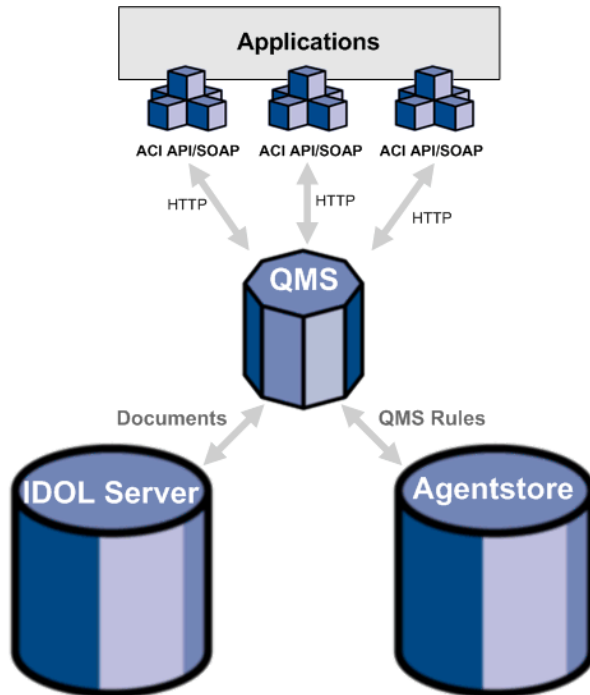 Applications
ACI API/SOAP
ACI API/SOAP
ACI API/SOAP
HTTP
HTTP
HTTP
QMS
Documents
QMS Rules
IDOL Server
Agentstore